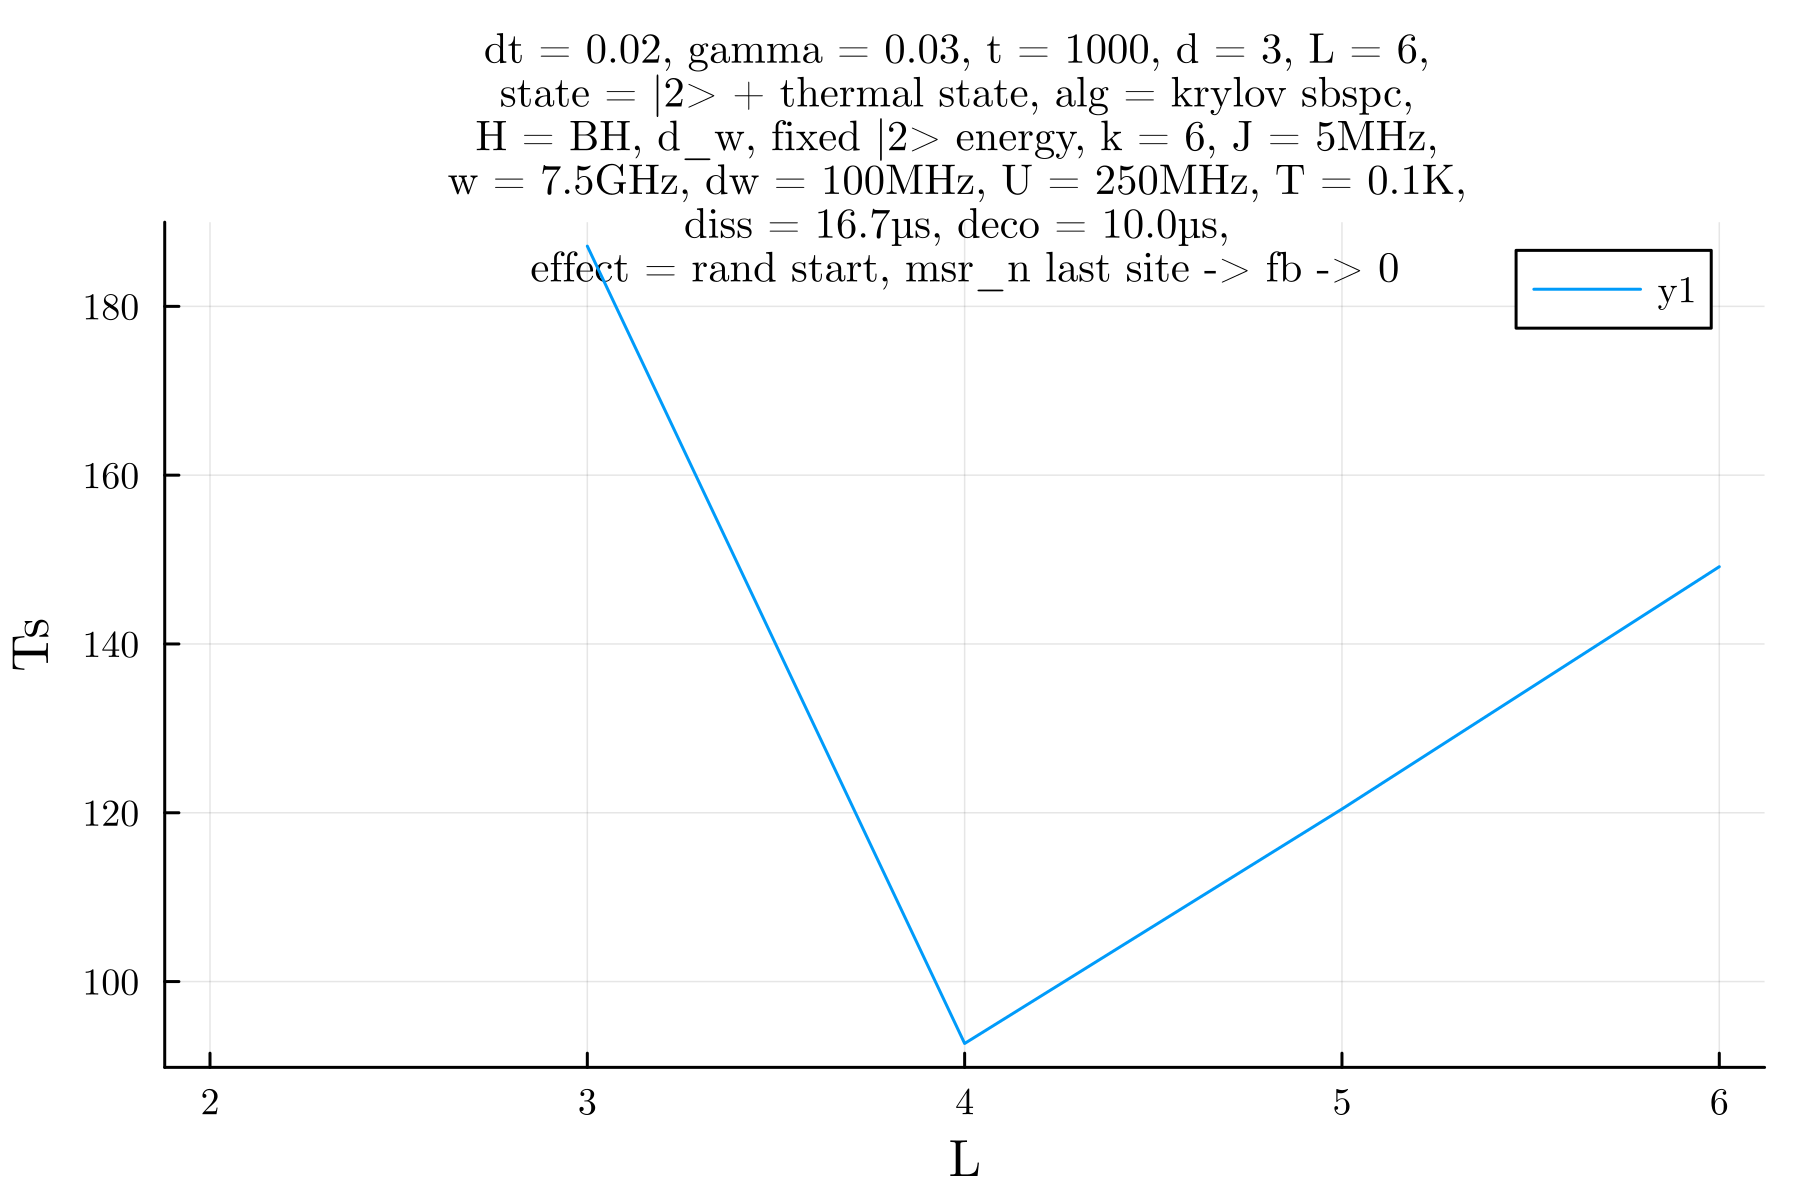 dt = 0.02, gamma = 0.03, t = 1000, d = 3, L = 6,
state = |2> + thermal state, alg = krylov sbspc,
H = BH, d_w, fixed |2> energy, k = 6, J = 5MHz,
w = 7.5GHz, dw = 100MHz, U = 250MHz, T = 0.1K,
diss = 16.7µs, deco = 10.0µs,
effect = rand start, msr_n last site -> fb -> 0
y1
180
160
140
120
100
Ts
2 3 4 5 6
L